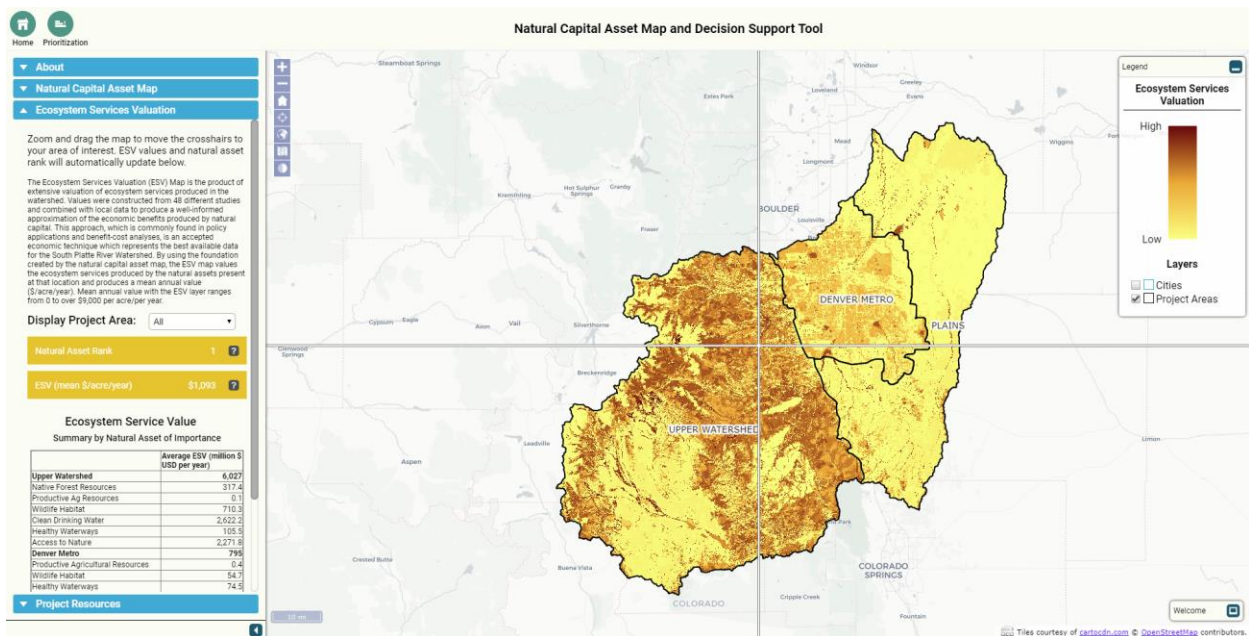 Natural Capital Asset Map and Decision Support Tool
Home Prioritization
About
Natural Capital Asset Map
Ecosystem Services Valuation
Zoom and drag the map to move the crosshairs to
your area of interest. ESV values and natural asset
rank will automatically update below.
The Ecosystem Services Valuation (ESV) Map is the product of
extensive valuation of ecosystem services produced in the
watershed. Values were constructed from 48 different studies
and combined with local data to produce a well-informed
approximation of the economic benefits produced by natural
capital. This approach, which is commonly found in policy
applications and benefit-cost analyses, is an accepted
economic technique which represents the best available data
for the South Platte River Watershed. By using the foundation
created by the natural capital asset map, the ESV map values
the ecosystem services produced by the natural assets present
at that location and produces a mean annual value
($/acre/year). Mean annual value with the ESV layer ranges
from 0 to over $9,000 per acre/per year.
Display Project Area: All
Natural Asset Rank 1 ?
ESV (mean $/acre/year) $1,093 ?
Ecosystem Service Value
Summary by Natural Asset of Importance
Average ESV (million $
USD per year)
Upper Watershed 6,027
Native Forest Resources 317.4
Productive Ag Resources 0.1
Wildlife Habitat 710.3
Clean Drinking Water 2,622.2
Healthy Waterways 105.5
Access to Nature 2,271.8
Denver Metro 795
Productive Agricultural Resources 0.4
Wildlife Habitat 54.7
Healthy Waterways 74.5
Project Resources
Steamboat Springs
Windsor
Greeley
Estes Park
Loveland
Evans
Mead
Wiggins
Longmont
Hot Sulphur
Springs
Granby
Kremmling
BOULDER
Louisville
Fraser
DENVER METRO
PLAINS
Gypsum
Eagle
Avon
Vail
Silverthorne
Glenwood
Springs
Breckenridge
UPPER WATERSHED
Leadville
Limon
Aspen
Crested Butte
Buena Vista
COLORADO
SPRINGS
Cripple Creek
COLORADO
Fountain
10 mi
Legend
Ecosystem Services
Valuation
High
Low
Layers
Cities
Project Areas
Welcome
Tiles courtesy of cartocdn.com © OpenStreetMap contributors.